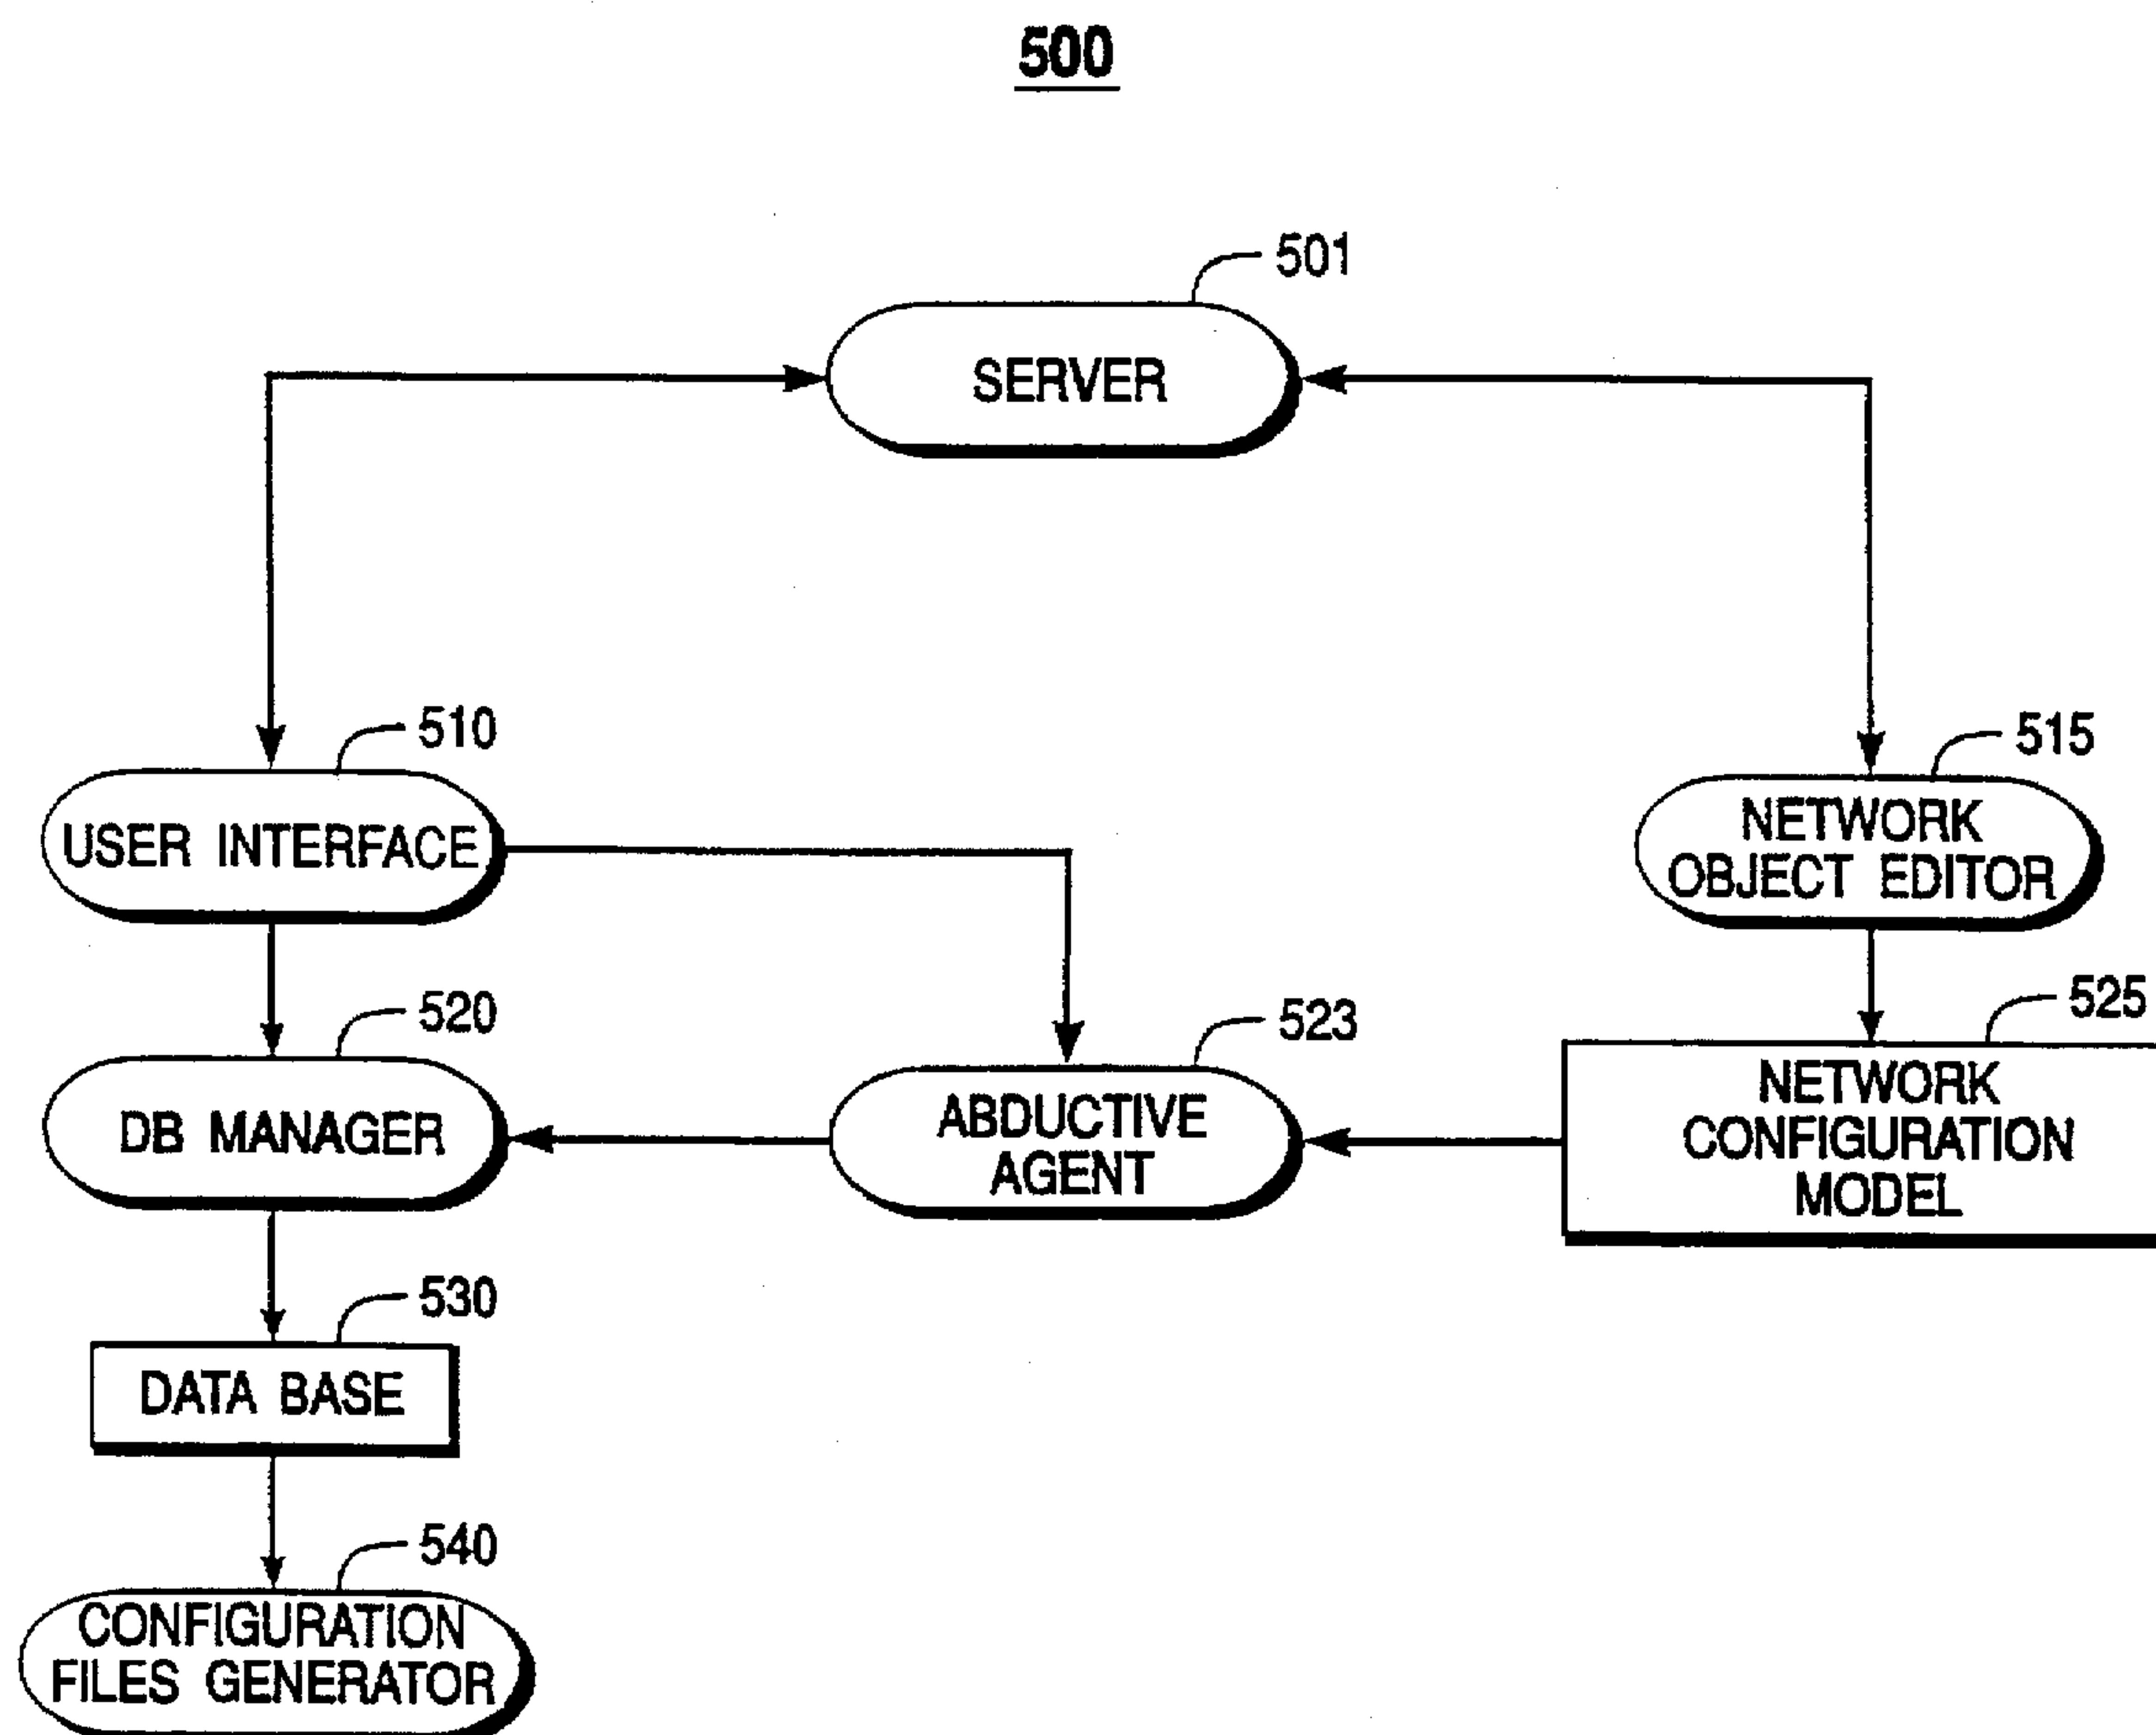 500
501
SERVER
510
USER INTERFACE
515
NETWORK
OBJECT EDITOR
520
DB MANAGER
523
ABDUCTIVE
AGENT
525
NETWORK
CONFIGURATION
MODEL
530
DATA BASE
540
CONFIGURATION
FILES GENERATOR